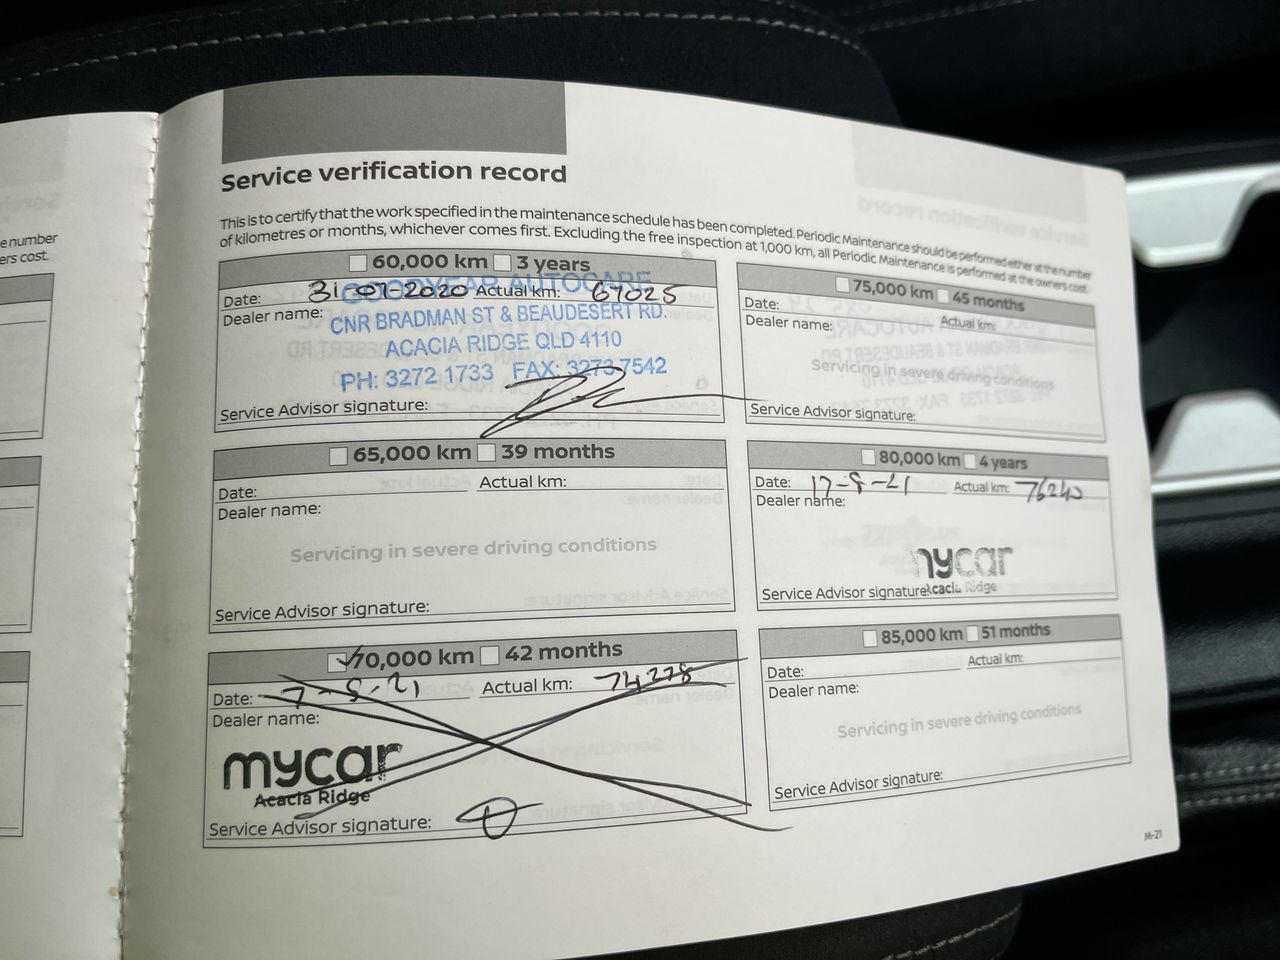 e number
ers cost.
Service verification record
This is to certify that the work specified in the maintenance schedule has been completed. Periodic Maintenance should be performed either at the number
of kilometres or months, whichever comes first. Excluding the free inspection at 1,000 km, all Periodic Maintenance is performed at the owners cost.
60,000 km 3 years
GOODYEAR AUTOCARE
Date: 31-07-2020 Actual km: 67025
Dealer name:
CNR BRADMAN ST & BEAUDESERT RD.
ACACIA RIDGE QLD 4110
PH: 3272 1733 FAX: 3273 7542
Service Advisor signature:
65,000 km 39 months
Date: Actual km:
Dealer name:
Servicing in severe driving conditions
Service Advisor signature:
70,000 km 42 months
Date: 7-8-21 Actual km: 74278
Dealer name:
mycar
Acacia Ridge
Service Advisor signature:
75,000 km 45 months
Date:
Dealer name: Actual km:
Servicing in severe driving conditions
Service Advisor signature:
80,000 km 4 years
Date: 17-8-21 Actual km: 76240
Dealer name:
mycar
Service Advisor signature: Acacia Ridge
85,000 km 51 months
Date: Actual km:
Dealer name:
Servicing in severe driving conditions
Service Advisor signature:
M-21